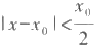 | x − x₀ | < x₀/2